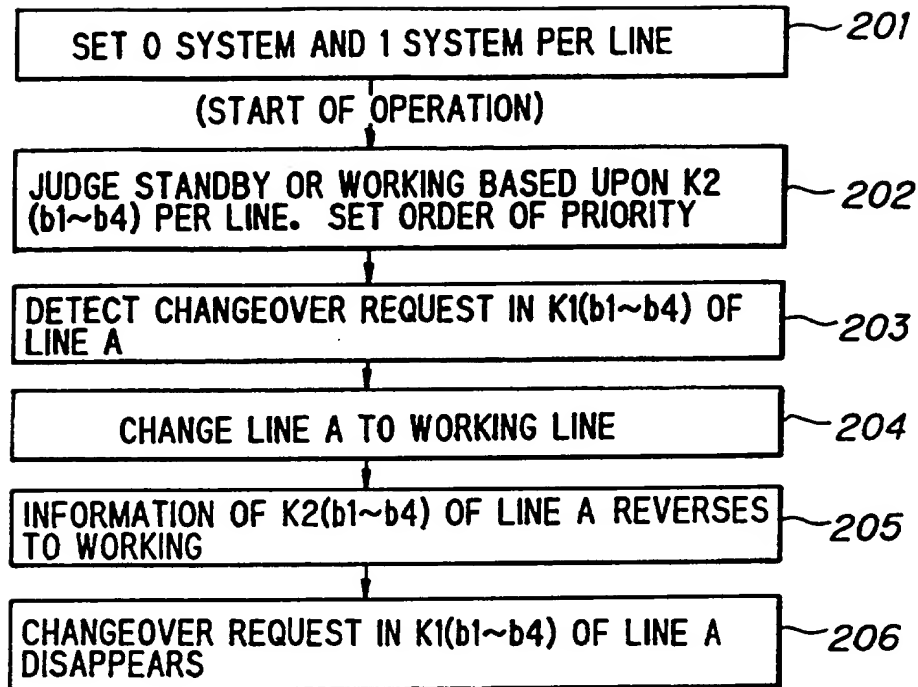 SET 0 SYSTEM AND 1 SYSTEM PER LINE
201
(START OF OPERATION)
JUDGE STANDBY OR WORKING BASED UPON K2
(b1~b4) PER LINE. SET ORDER OF PRIORITY
202
DETECT CHANGEOVER REQUEST IN K1(b1~b4) OF
LINE A
203
CHANGE LINE A TO WORKING LINE
204
INFORMATION OF K2(b1~b4) OF LINE A REVERSES
TO WORKING
205
CHANGEOVER REQUEST IN K1(b1~b4) OF LINE A
DISAPPEARS
206